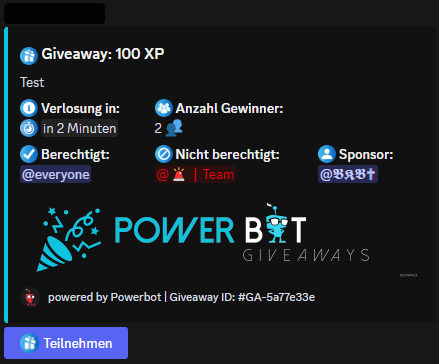 Giveaway: 100 XP
Test
Verlosung in:
in 2 Minuten
Anzahl Gewinner:
2
Berechtigt:
@everyone
Nicht berechtigt:
@🚨 | Team
Sponsor:
@𝕭𝕬𝕭✝
POWER BOT
GIVEAWAYS
powered by Powerbot | Giveaway ID: #GA-5a77e33e
Teilnehmen